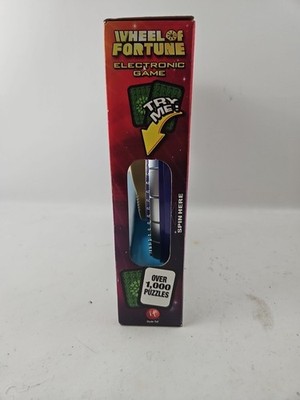 WHEEL OF
FORTUNE
ELECTRONIC
GAME
TRY
ME
SPIN HERE
OVER
1,000
PUZZLES